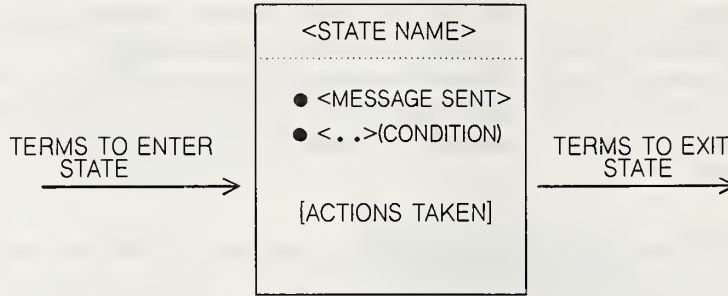 <STATE NAME>
● <MESSAGE SENT>
● <..>(CONDITION)
TERMS TO ENTER
STATE
[ACTIONS TAKEN]
TERMS TO EXIT
STATE